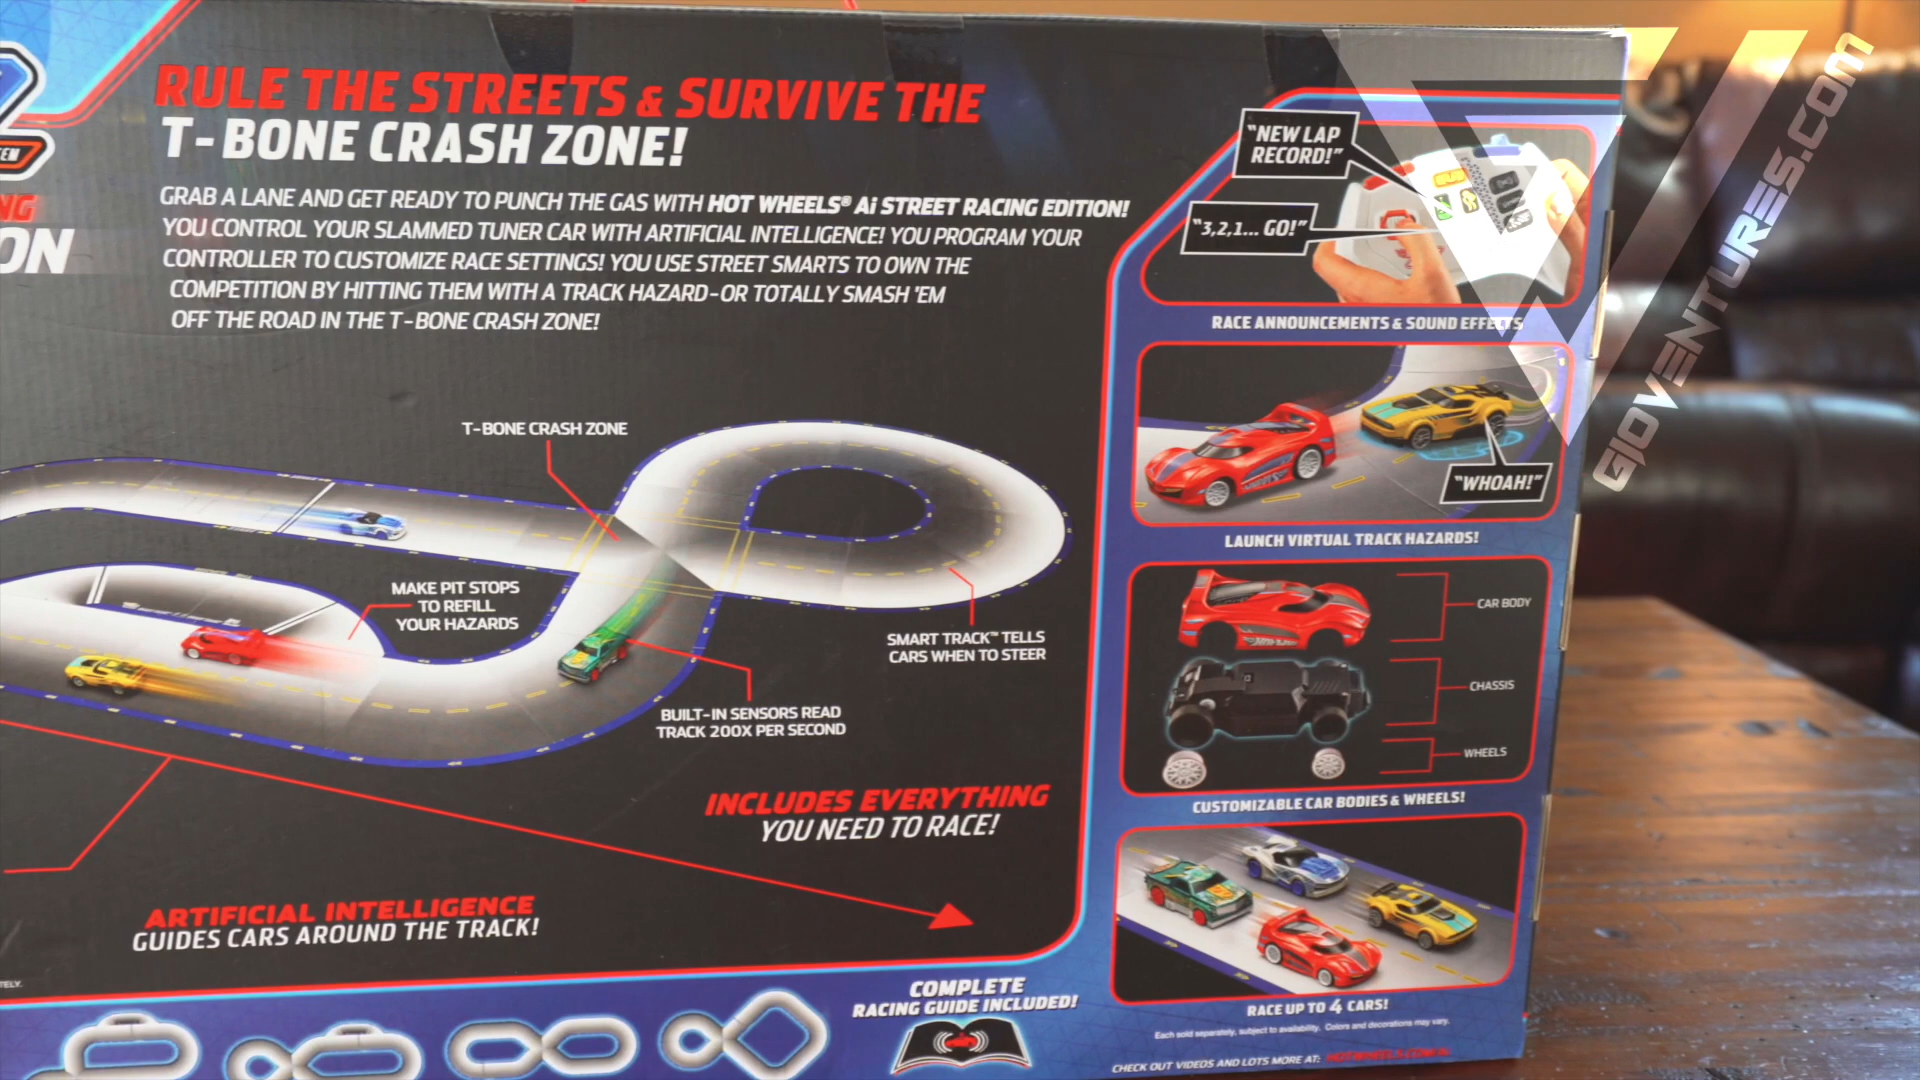 RULE THE STREETS & SURVIVE THE
T-BONE CRASH ZONE!
GRAB A LANE AND GET READY TO PUNCH THE GAS WITH HOT WHEELS® Ai STREET RACING EDITION!
YOU CONTROL YOUR SLAMMED TUNER CAR WITH ARTIFICIAL INTELLIGENCE! YOU PROGRAM YOUR
CONTROLLER TO CUSTOMIZE RACE SETTINGS! YOU USE STREET SMARTS TO OWN THE
COMPETITION BY HITTING THEM WITH A TRACK HAZARD-OR TOTALLY SMASH 'EM
OFF THE ROAD IN THE T-BONE CRASH ZONE!
NG
ON
T-BONE CRASH ZONE
MAKE PIT STOPS
TO REFILL
YOUR HAZARDS
SMART TRACK™ TELLS
CARS WHEN TO STEER
BUILT-IN SENSORS READ
TRACK 200X PER SECOND
INCLUDES EVERYTHING
YOU NEED TO RACE!
ARTIFICIAL INTELLIGENCE
GUIDES CARS AROUND THE TRACK!
TELY.
COMPLETE
RACING GUIDE INCLUDED!
"NEW LAP
RECORD!"
"3,2,1... GO!"
RACE ANNOUNCEMENTS & SOUND EFFECTS
"WHOAH!"
LAUNCH VIRTUAL TRACK HAZARDS!
CAR BODY
CHASSIS
WHEELS
CUSTOMIZABLE CAR BODIES & WHEELS!
RACE UP TO 4 CARS!
Each sold separately, subject to availability. Colors and decorations may vary.
CHECK OUT VIDEOS AND LOTS MORE AT:
GIOVENTURES.COM